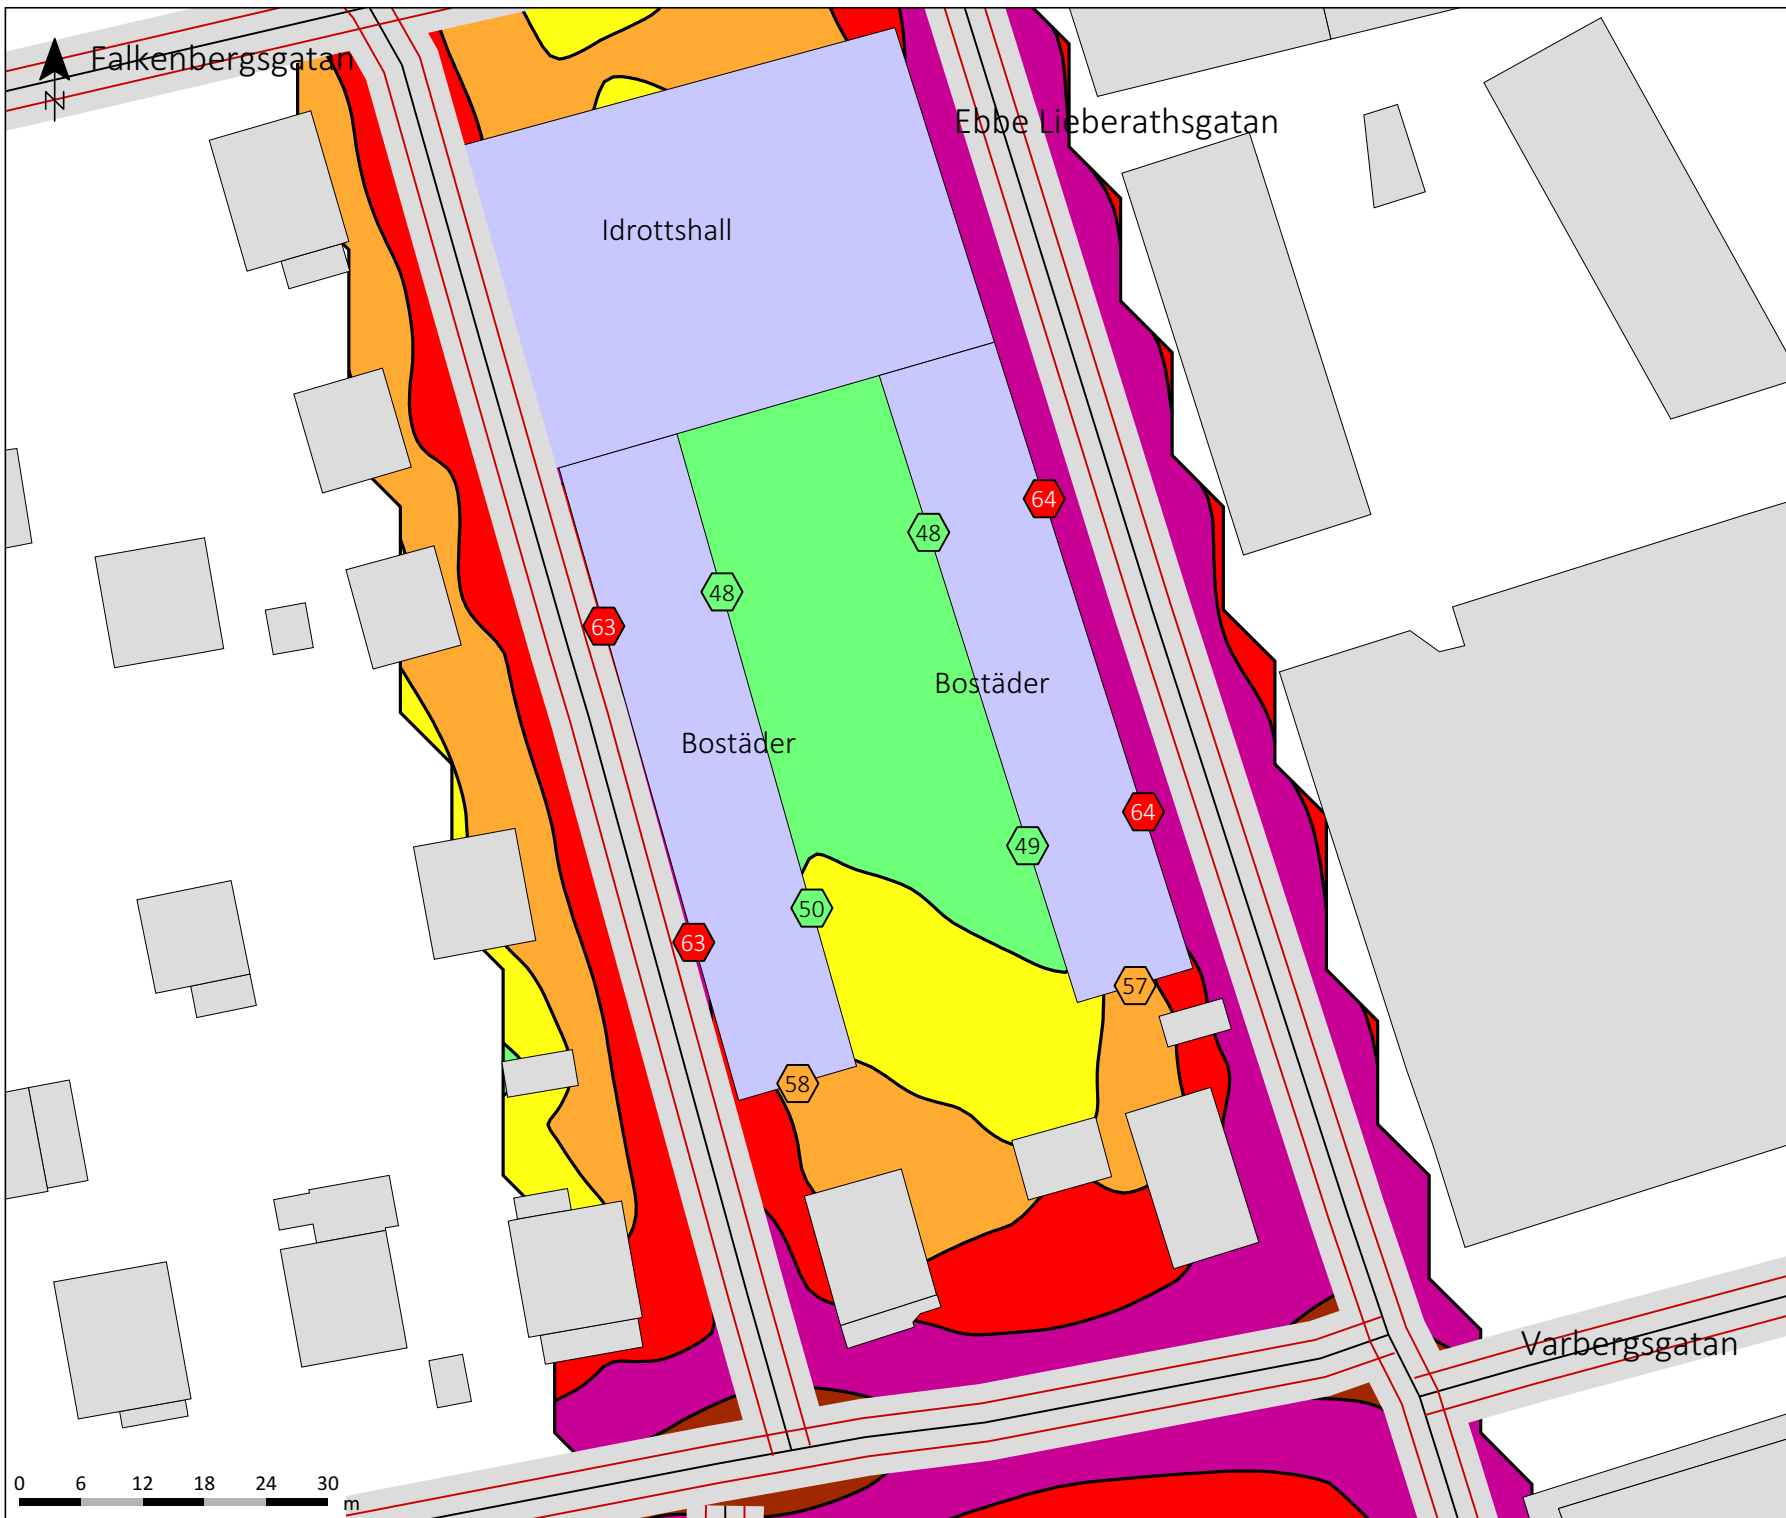 Falkenbergsgatan
N
Ebbe Lieberathsgatan
Idrottshall
64
48
48
63
Bostäder
Bostäder
64
49
50
63
57
58
Varbergsgatan
0 6 12 18 24 30
m